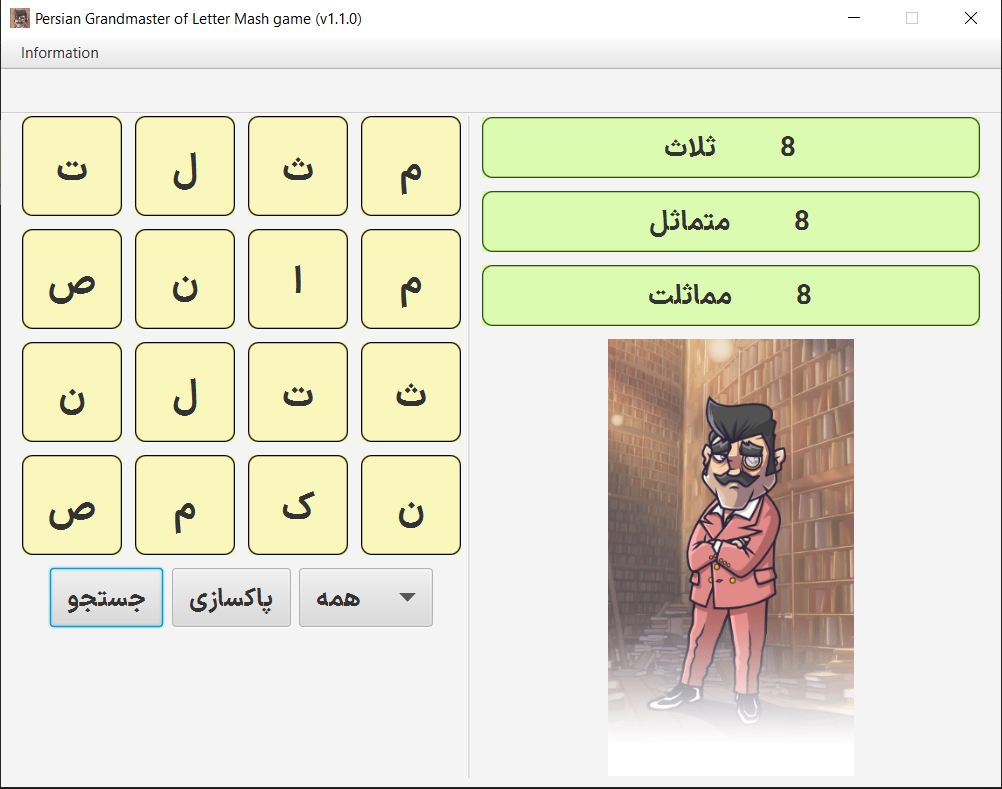 Persian Grandmaster of Letter Mash game (v1.1.0)
Information
م ث ل ت
م ا ن ص
ث ت ل ن
ن ک م ص
جستجو پاکسازی همه
ثلاث 8
متماثل 8
مماثلت 8